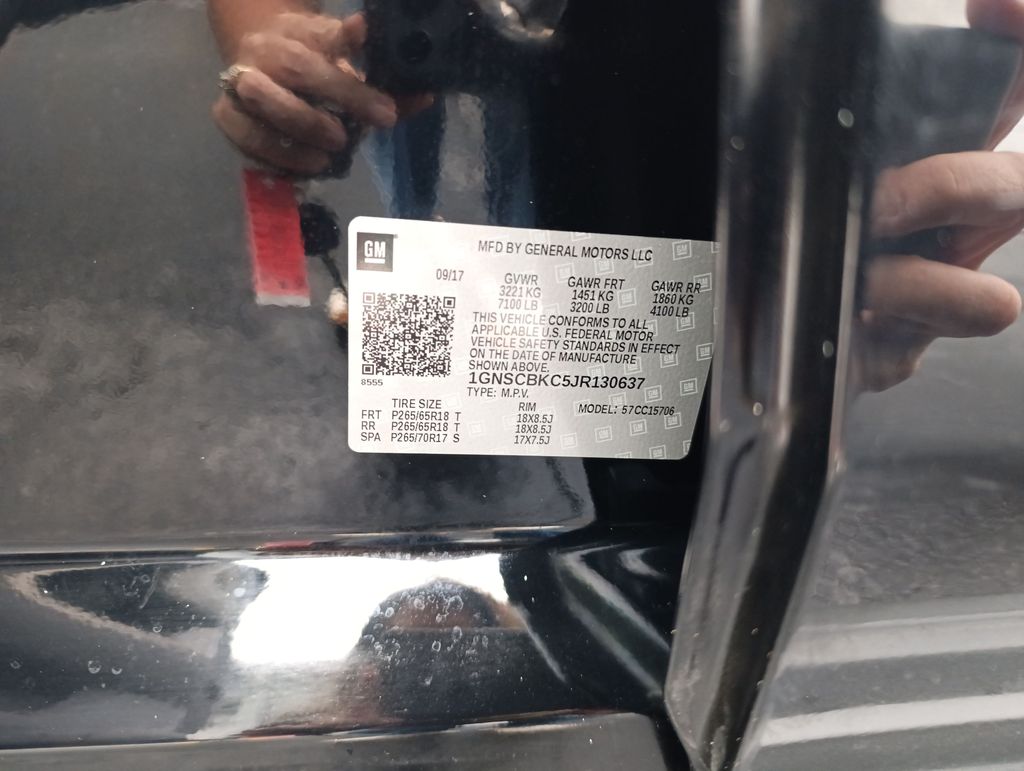 GM
MFD BY GENERAL MOTORS LLC
09/17
GVWR GAWR FRT GAWR RR
3221 KG 1451 KG 1860 KG
7100 LB 3200 LB 4100 LB
THIS VEHICLE CONFORMS TO ALL
APPLICABLE U.S. FEDERAL MOTOR
VEHICLE SAFETY STANDARDS IN EFFECT
ON THE DATE OF MANUFACTURE
SHOWN ABOVE.
8555
1GNSCBKC5JR130637
TYPE: M.P.V.
TIRE SIZE RIM MODEL: 57CC15706
FRT P265/65R18 T 18X8.5J
RR P265/65R18 T 18X8.5J
SPA P265/70R17 S 17X7.5J